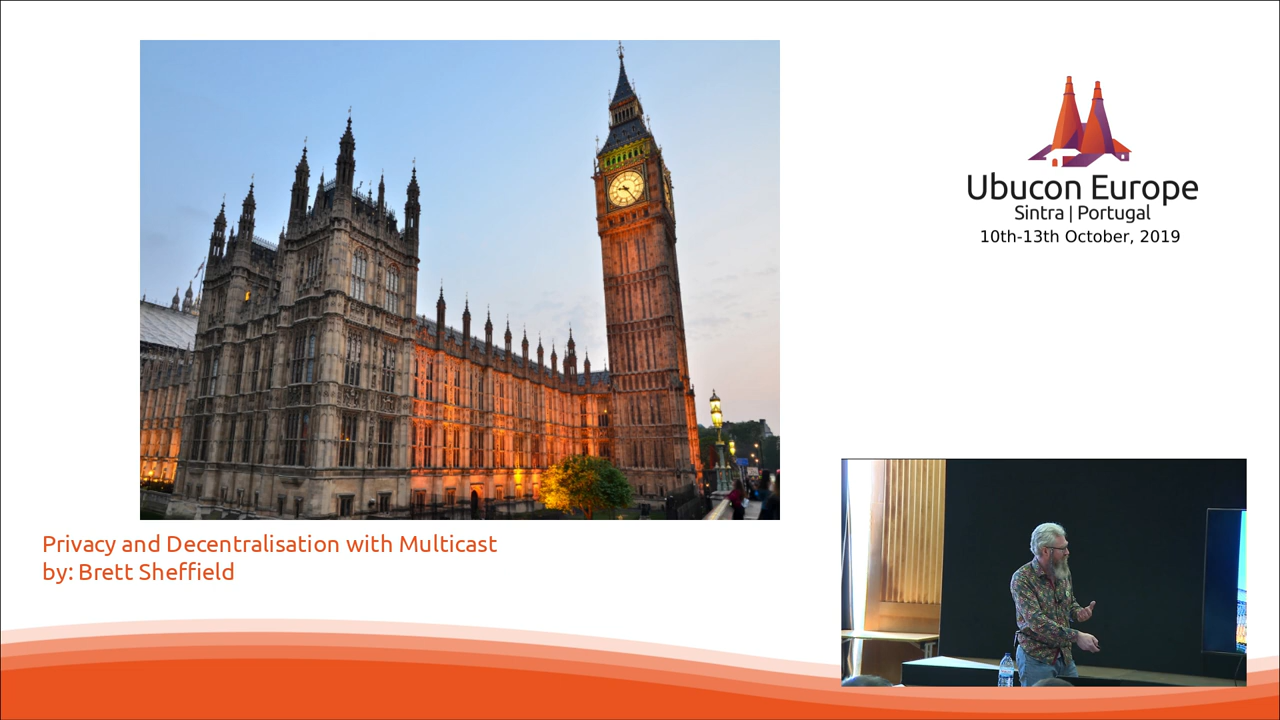 Ubucon Europe
Sintra | Portugal
10th-13th October, 2019
Privacy and Decentralisation with Multicast
by: Brett Sheffield